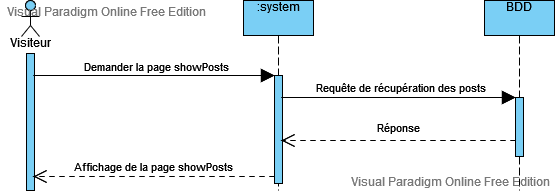 Visual Paradigm Online Free Edition
:system
BDD
Visiteur
Demander la page showPosts
Requête de récupération des posts
Réponse
Affichage de la page showPosts
Visual Paradigm Online Free Edition